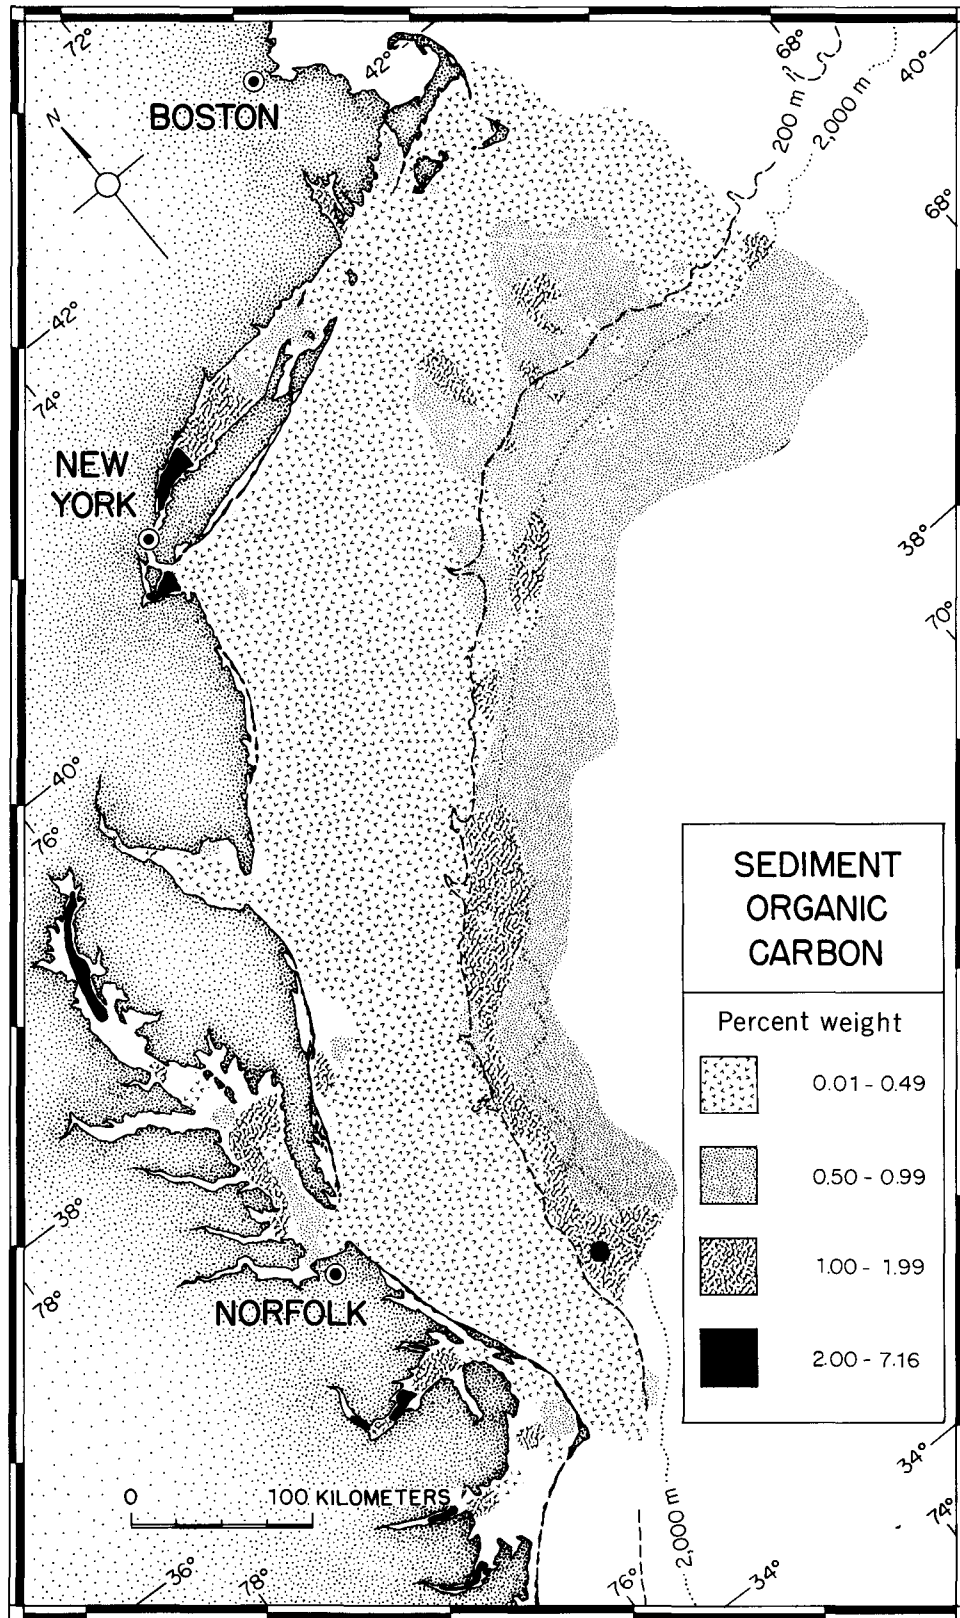 72°
42°
68°
40°
200 m
2,000 m
BOSTON
N
68°
42°
74°
NEW
YORK
38°
70°
40°
76°
SEDIMENT
ORGANIC
CARBON
Percent weight
0.01 - 0.49
0.50 - 0.99
1.00 - 1.99
2.00 - 7.16
38°
78°
NORFOLK
34°
74°
0 100 KILOMETERS
2,000 m
36°
78°
76°
34°